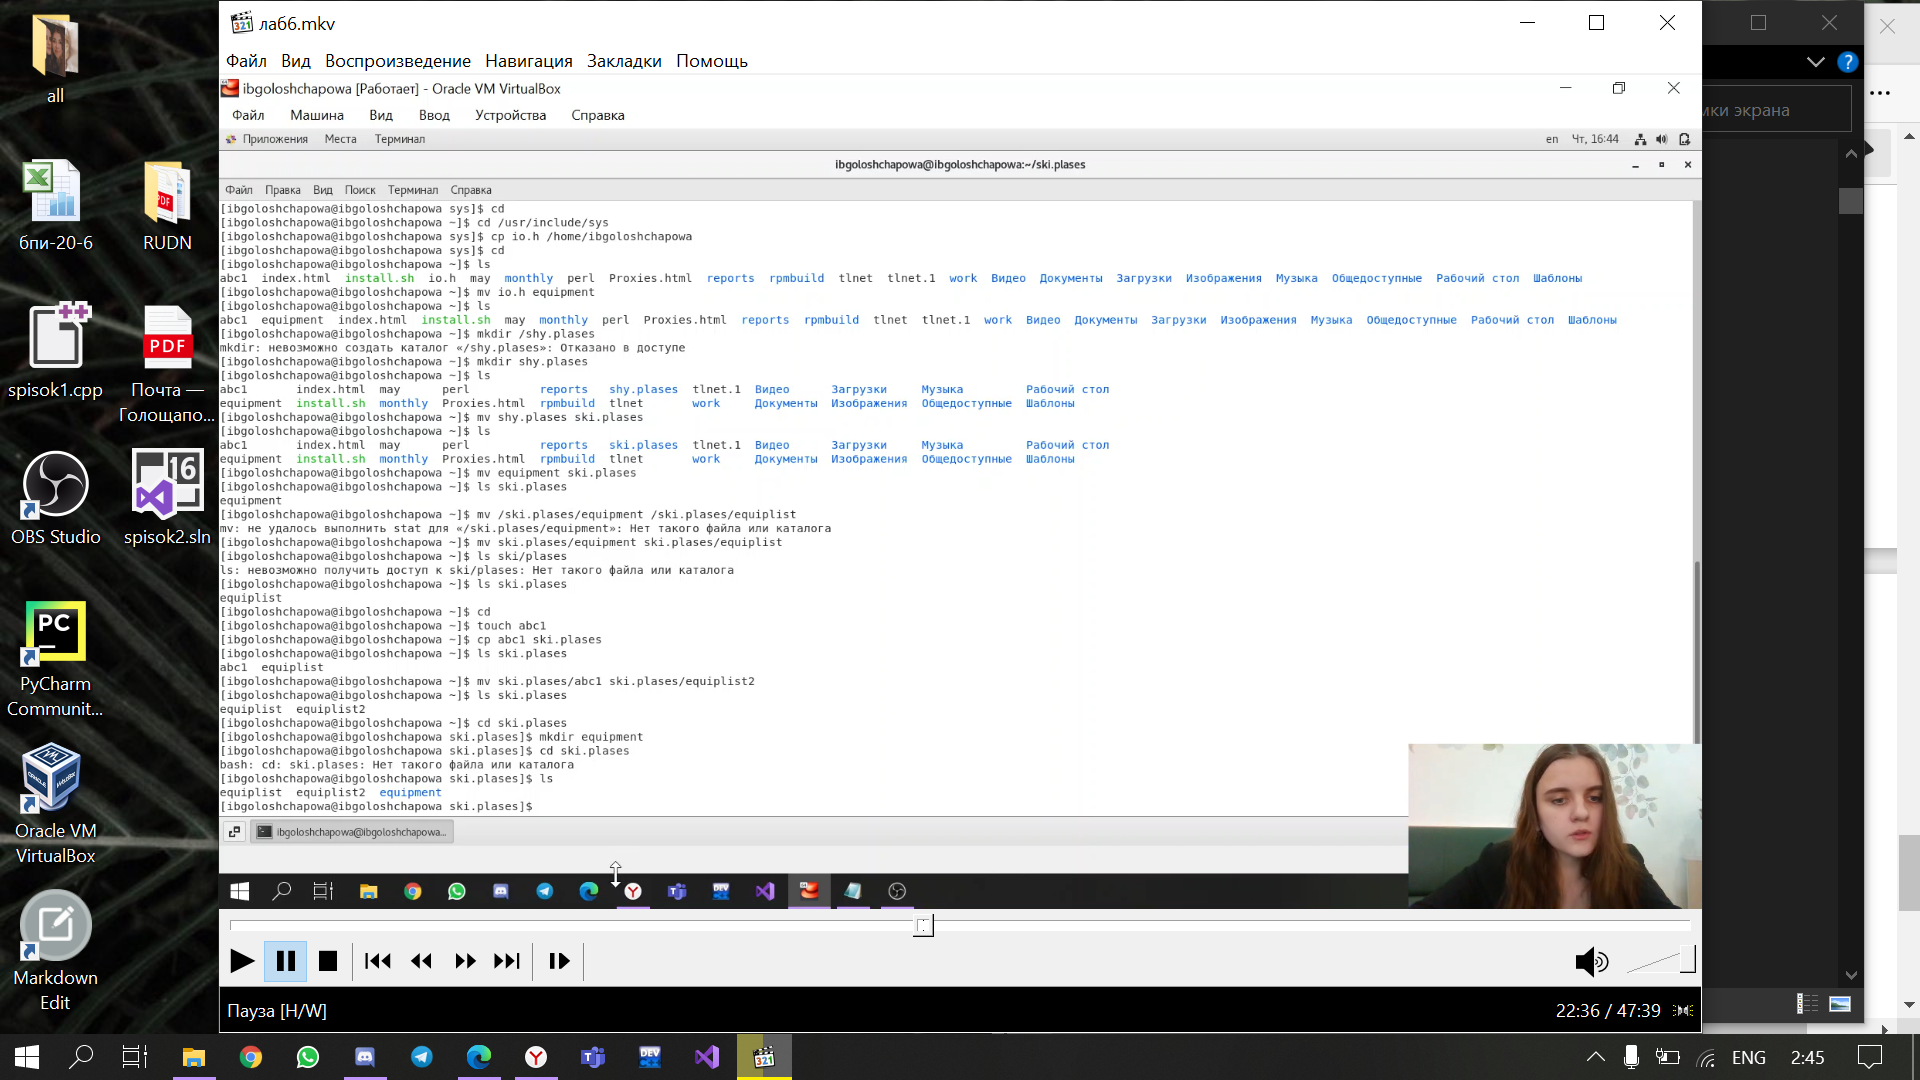 all
бпи-20-6
RUDN
spisok1.cpp
Почта —
Голощапо...
OBS Studio
spisok2.sln
PyCharm
Communit...
Oracle VM
VirtualBox
Markdown
Edit
лаб6.mkv
Файл Вид Воспроизведение Навигация Закладки Помощь
ibgoloshchapowa [Работает] - Oracle VM VirtualBox
Файл Машина Вид Ввод Устройства Справка
Приложения Места Терминал
en Чт, 16:44
ibgoloshchapowa@ibgoloshchapowa:~/ski.plases
Файл Правка Вид Поиск Терминал Справка
[ibgoloshchapowa@ibgoloshchapowa sys]$ cd
[ibgoloshchapowa@ibgoloshchapowa ~]$ cd /usr/include/sys
[ibgoloshchapowa@ibgoloshchapowa sys]$ cp io.h /home/ibgoloshchapowa
[ibgoloshchapowa@ibgoloshchapowa sys]$ cd
[ibgoloshchapowa@ibgoloshchapowa ~]$ ls
abc1 index.html install.sh io.h may monthly perl Proxies.html reports rpmbuild tlnet tlnet.1 work Видео Документы Загрузки Изображения Музыка Общедоступные Рабочий стол Шаблоны
[ibgoloshchapowa@ibgoloshchapowa ~]$ mv io.h equipment
[ibgoloshchapowa@ibgoloshchapowa ~]$ ls
abc1 equipment index.html install.sh may monthly perl Proxies.html reports rpmbuild tlnet tlnet.1 work Видео Документы Загрузки Изображения Музыка Общедоступные Рабочий стол Шаблоны
[ibgoloshchapowa@ibgoloshchapowa ~]$ mkdir /shy.plases
mkdir: невозможно создать каталог «/shy.plases»: Отказано в доступе
[ibgoloshchapowa@ibgoloshchapowa ~]$ mkdir shy.plases
[ibgoloshchapowa@ibgoloshchapowa ~]$ ls
abc1 index.html may perl reports shy.plases tlnet.1 Видео Загрузки Музыка Рабочий стол
equipment install.sh monthly Proxies.html rpmbuild tlnet work Документы Изображения Общедоступные Шаблоны
[ibgoloshchapowa@ibgoloshchapowa ~]$ mv shy.plases ski.plases
[ibgoloshchapowa@ibgoloshchapowa ~]$ ls
abc1 index.html may perl reports ski.plases tlnet.1 Видео Загрузки Музыка Рабочий стол
equipment install.sh monthly Proxies.html rpmbuild tlnet work Документы Изображения Общедоступные Шаблоны
[ibgoloshchapowa@ibgoloshchapowa ~]$ mv equipment ski.plases
[ibgoloshchapowa@ibgoloshchapowa ~]$ ls ski.plases
equipment
[ibgoloshchapowa@ibgoloshchapowa ~]$ mv /ski.plases/equipment /ski.plases/equiplist
mv: не удалось выполнить stat для «/ski.plases/equipment»: Нет такого файла или каталога
[ibgoloshchapowa@ibgoloshchapowa ~]$ mv ski.plases/equipment ski.plases/equiplist
[ibgoloshchapowa@ibgoloshchapowa ~]$ ls ski/plases
ls: невозможно получить доступ к ski/plases: Нет такого файла или каталога
[ibgoloshchapowa@ibgoloshchapowa ~]$ ls ski.plases
equiplist
[ibgoloshchapowa@ibgoloshchapowa ~]$ cd
[ibgoloshchapowa@ibgoloshchapowa ~]$ touch abc1
[ibgoloshchapowa@ibgoloshchapowa ~]$ cp abc1 ski.plases
[ibgoloshchapowa@ibgoloshchapowa ~]$ ls ski.plases
abc1 equiplist
[ibgoloshchapowa@ibgoloshchapowa ~]$ mv ski.plases/abc1 ski.plases/equiplist2
[ibgoloshchapowa@ibgoloshchapowa ~]$ ls ski.plases
equiplist equiplist2
[ibgoloshchapowa@ibgoloshchapowa ~]$ cd ski.plases
[ibgoloshchapowa@ibgoloshchapowa ski.plases]$ mkdir equipment
[ibgoloshchapowa@ibgoloshchapowa ski.plases]$ cd ski.plases
bash: cd: ski.plases: Нет такого файла или каталога
[ibgoloshchapowa@ibgoloshchapowa ski.plases]$ ls
equiplist equiplist2 equipment
[ibgoloshchapowa@ibgoloshchapowa ski.plases]$
ibgoloshchapowa@ibgoloshchapowa...
Пауза [H/W]
22:36 / 47:39
мки экрана
ENG
2:45